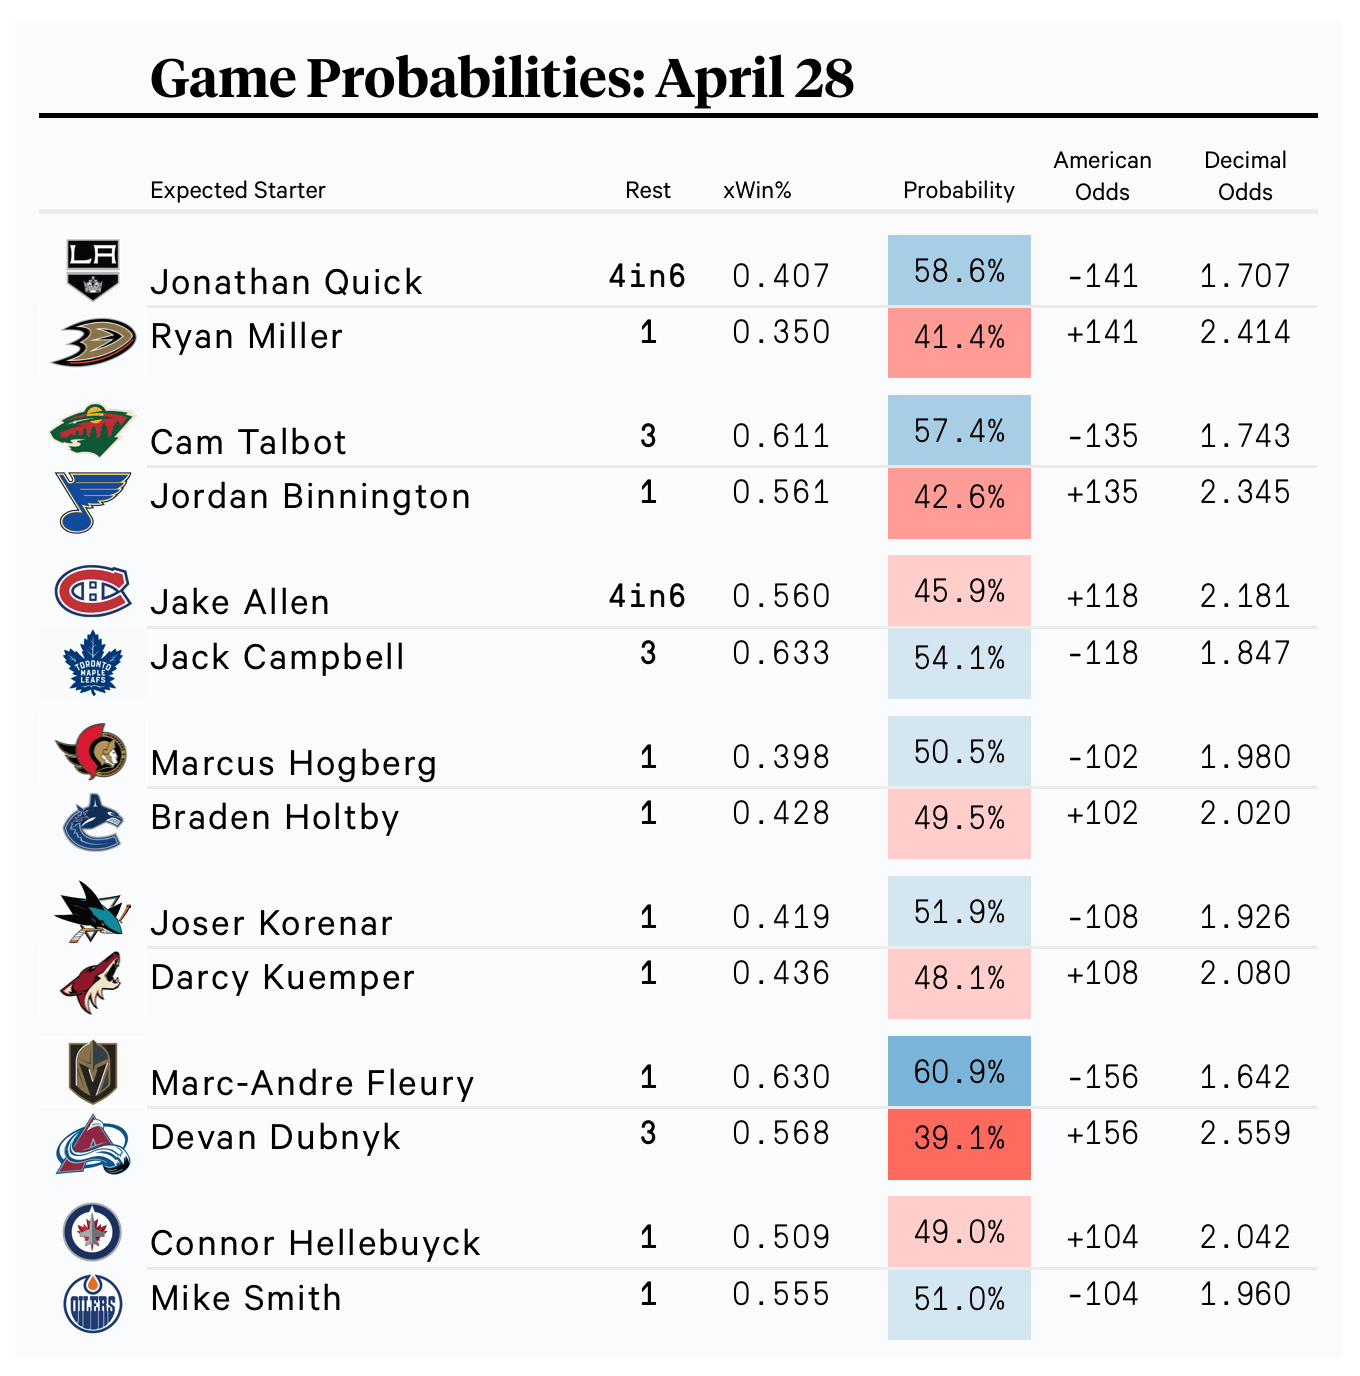 Game Probabilities: April 28
Expected Starter Rest xWin% Probability American Odds Decimal Odds
LA
Jonathan Quick 4in6 0.407 58.6% -141 1.707
Ryan Miller 1 0.350 41.4% +141 2.414
Cam Talbot 3 0.611 57.4% -135 1.743
Jordan Binnington 1 0.561 42.6% +135 2.345
Jake Allen 4in6 0.560 45.9% +118 2.181
TORONTO
MAPLE
LEAFS
Jack Campbell 3 0.633 54.1% -118 1.847
Marcus Hogberg 1 0.398 50.5% -102 1.980
Braden Holtby 1 0.428 49.5% +102 2.020
Joser Korenar 1 0.419 51.9% -108 1.926
Darcy Kuemper 1 0.436 48.1% +108 2.080
Marc-Andre Fleury 1 0.630 60.9% -156 1.642
Devan Dubnyk 3 0.568 39.1% +156 2.559
Connor Hellebuyck 1 0.509 49.0% +104 2.042
OILERS
Mike Smith 1 0.555 51.0% -104 1.960